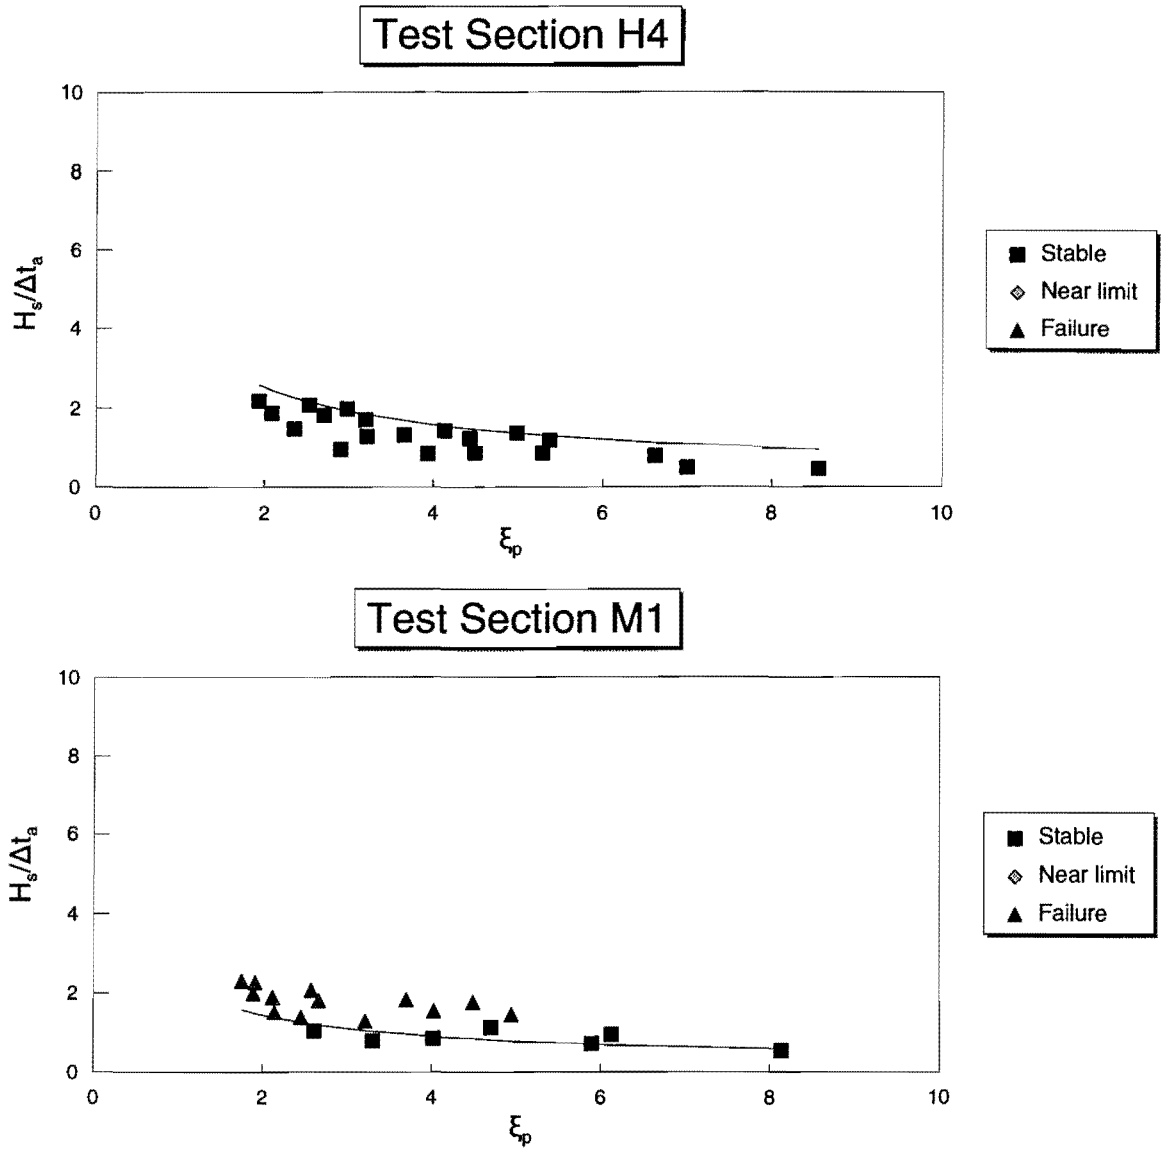 Test Section H4
10
8
6
4
2
0
H_s/Δt_a
0 2 4 6 8 10
ξ_p
Stable
Near limit
Failure
Test Section M1
10
8
6
4
2
0
H_s/Δt_a
0 2 4 6 8 10
ξ_p
Stable
Near limit
Failure